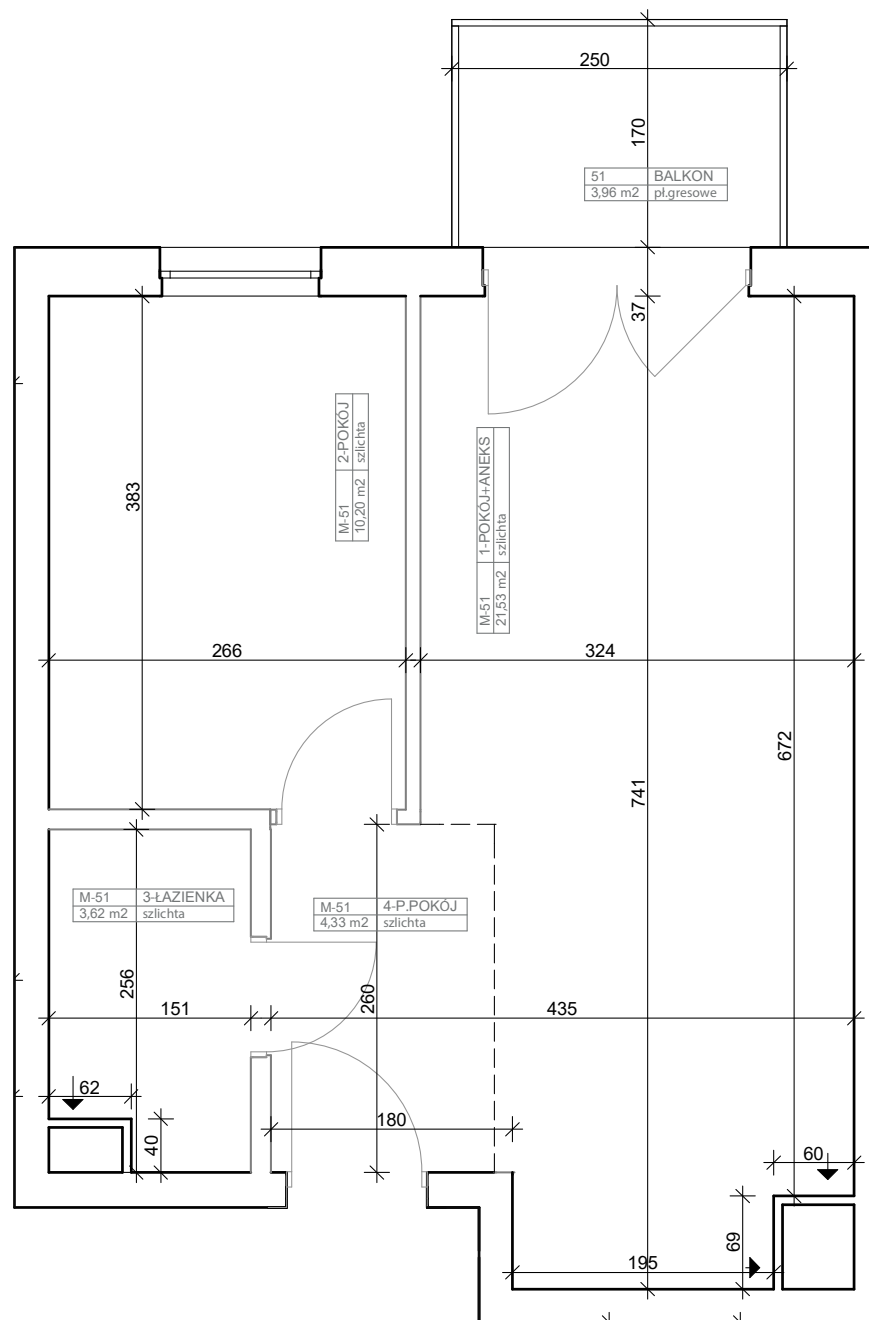 250
170
51 BALKON
3,96 m2 pł.gresowe
37
M-51 2-POKÓJ
10,20 m2 szlichta
M-51 1-POKÓJ+ANEKS
21,53 m2 szlichta
383
266
324
672
741
M-51 3-ŁAZIENKA
3,62 m2 szlichta
M-51 4-P.POKÓJ
4,33 m2 szlichta
256
260
151
435
62
40
180
60
69
195